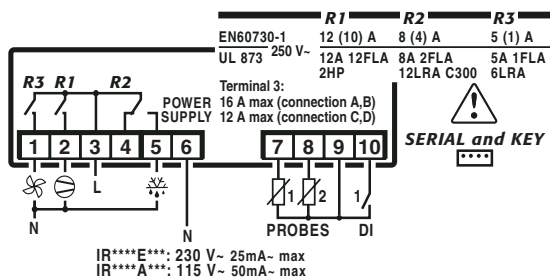 R1 R2 R3
EN60730-1 250 V~ 12 (10) A 8 (4) A 5 (1) A
UL 873 12A 12FLA 8A 2FLA 5A 1FLA
2HP 12LRA C300 6LRA
Terminal 3:
16 A max (connection A,B)
12 A max (connection C,D)
R3 R1 R2
POWER
SUPPLY
SERIAL and KEY
1 2 3 4 5 6 7 8 9 10
L
1 2 1
N N PROBES DI
IR****E***: 230 V~ 25mA~ max
IR****A***: 115 V~ 50mA~ max